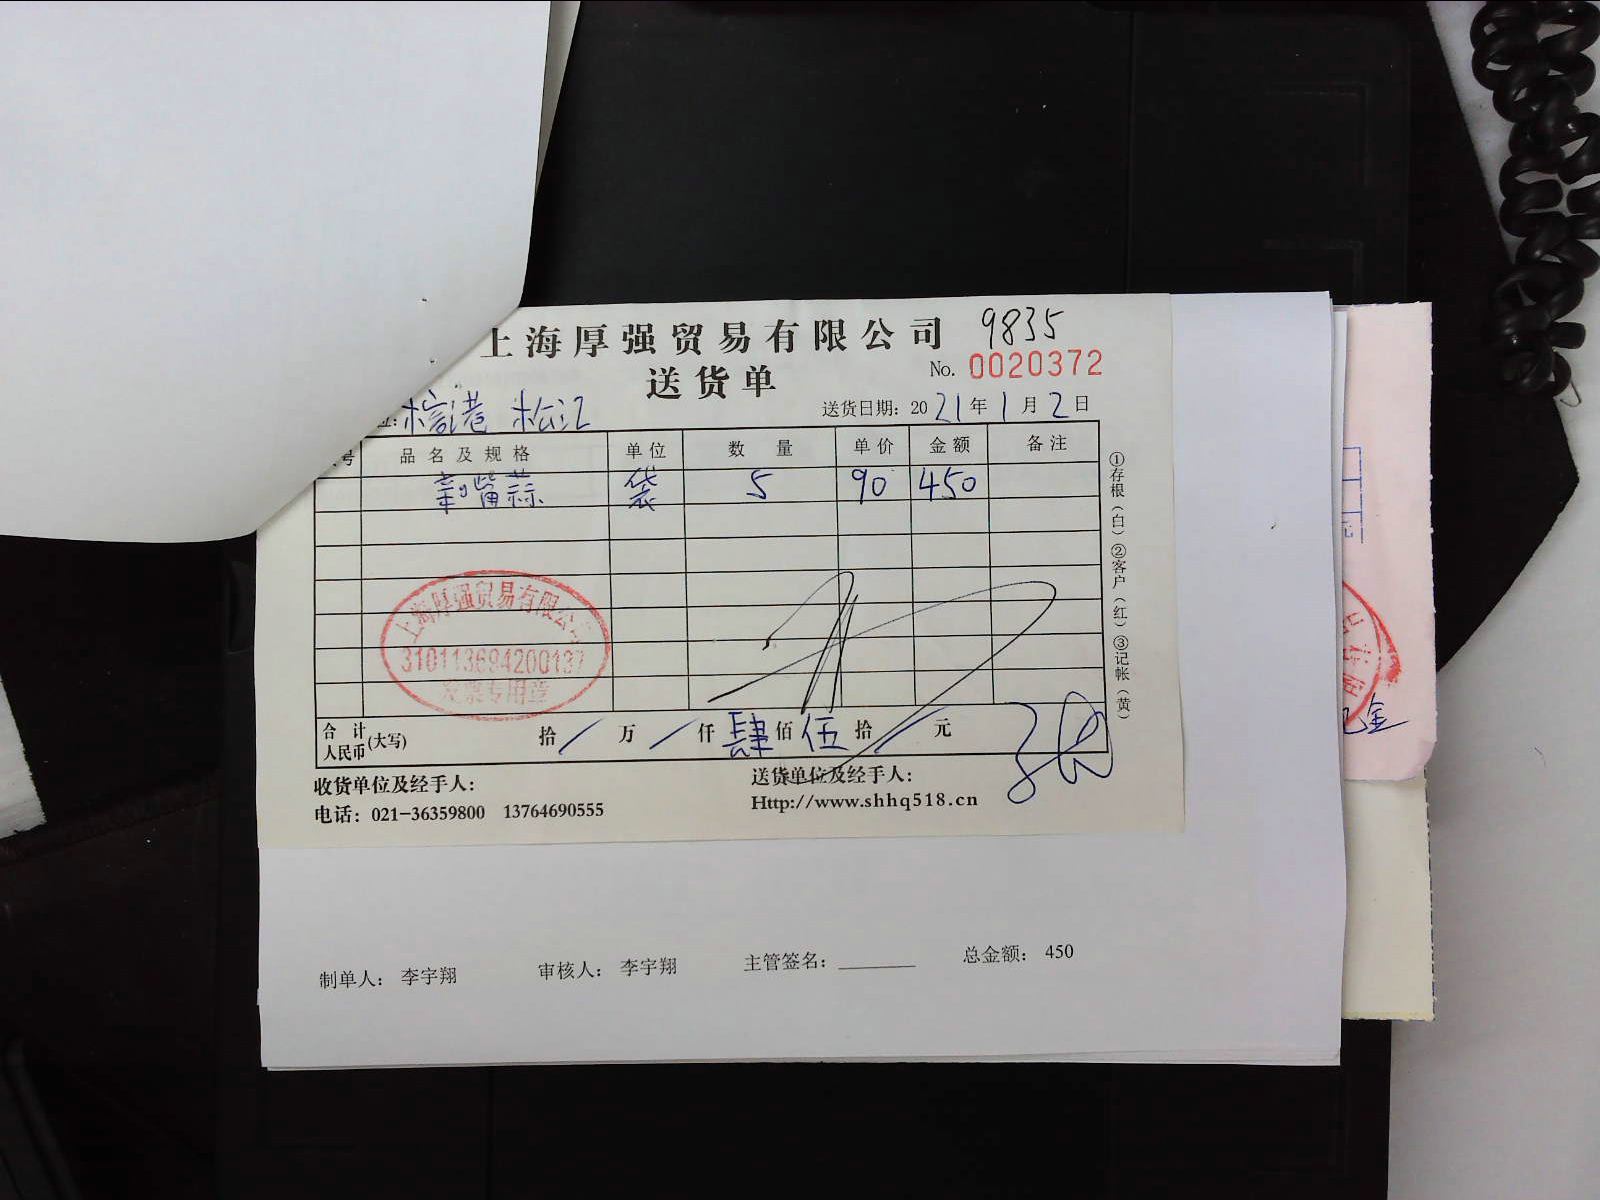 上海厚强贸易有限公司 9835
送货单 No. 0020372
港 松江 送货日期: 2021年1月2日
号 品名及规格 单位 数量 单价 金额 备注
蒜 袋 5 90 450
①存根(白)②客户(红)③记帐(黄)
上海厚强贸易有限公司
310113694200137
发票专用章
合计人民币(大写) 拾/万/仟肆佰伍拾/元
收货单位及经手人: 送货单位及经手人:
电话: 021-36359800 13764690555 Http://www.shhq518.cn
制单人: 李宇翔 审核人: 李宇翔 主管签名: ________ 总金额: 450
金